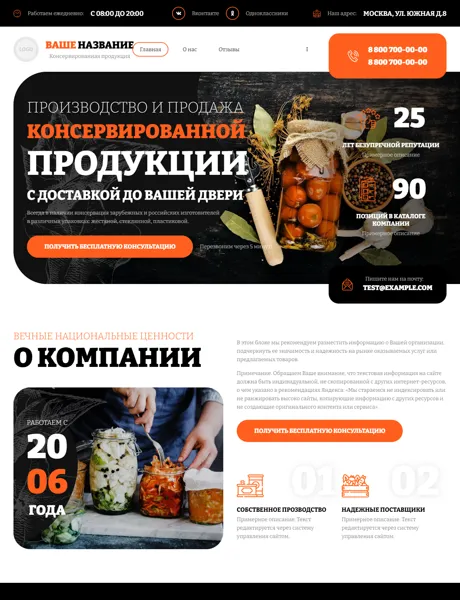 Работаем ежедневно: С 08:00 ДО 20:00
Вконтакте
Одноклассники
Наш адрес: МОСКВА, УЛ. ЮЖНАЯ Д.8
ВАШЕ НАЗВАНИЕ
Консервированная продукция
Главная
О нас
Отзывы
8 800 700-00-00
8 800 700-00-00
ПРОИЗВОДСТВО И ПРОДАЖА
КОНСЕРВИРОВАННОЙ
ПРОДУКЦИИ
С ДОСТАВКОЙ ДО ВАШЕЙ ДВЕРИ
Всегда в наличии консервация зарубежных и российских изготовителей
в различных упаковках: жестяной, стеклянной, пластиковой.
ПОЛУЧИТЬ БЕСПЛАТНУЮ КОНСУЛЬТАЦИЮ
Перезвоним через 5 минут
25
ЛЕТ БЕЗУПРЕЧНОЙ РЕПУТАЦИИ
Примерное описание
90
ПОЗИЦИЙ В КАТАЛОГЕ
КОМПАНИИ
Примерное описание
Пишите нам на почту:
TEST@EXAMPLE.COM
ВЕЧНЫЕ НАЦИОНАЛЬНЫЕ ЦЕННОСТИ
О КОМПАНИИ
РАБОТАЕМ С
20
06
ГОДА
В этом блоке мы рекомендуем разместить информацию о Вашей организации,
подчеркнуть ее значимость и надежность на рынке оказываемых услуг или
предлагаемых товаров.
Примечание. Обращаем Ваше внимание, что текстовая информация на сайте
должна быть индивидуальной, не скопированной с других интернет-ресурсов,
о чем указано в рекомендациях Яндекса: «Мы стараемся не индексировать или
не ранжировать высоко сайты, копирующие информацию с других ресурсов и
не создающие оригинального контента или сервиса».
ПОЛУЧИТЬ БЕСПЛАТНУЮ КОНСУЛЬТАЦИЮ
01
СОБСТВЕННОЕ ПРОЗВОДСТВО
Примерное описание. Текст
редактируется через систему
управления сайтом.
02
НАДЕЖНЫЕ ПОСТАВЩИКИ
Примерное описание. Текст
редактируется через систему
управления сайтом.